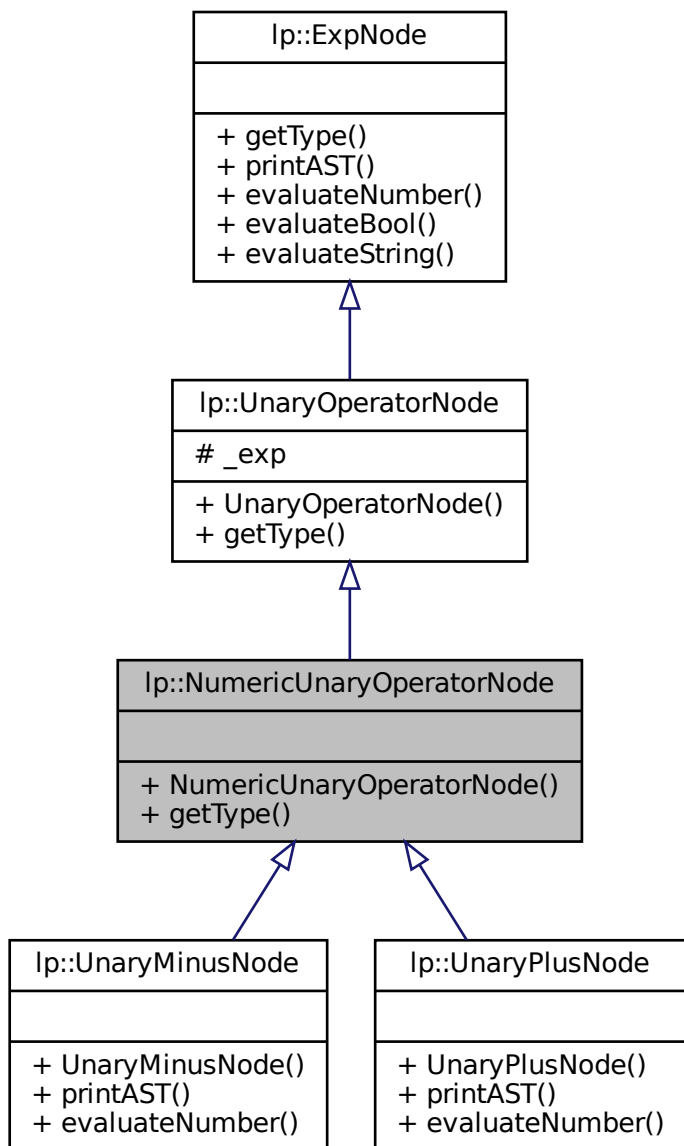 lp::ExpNode
+ getType()
+ printAST()
+ evaluateNumber()
+ evaluateBool()
+ evaluateString()
lp::UnaryOperatorNode
# _exp
+ UnaryOperatorNode()
+ getType()
lp::NumericUnaryOperatorNode
+ NumericUnaryOperatorNode()
+ getType()
lp::UnaryMinusNode
+ UnaryMinusNode()
+ printAST()
+ evaluateNumber()
lp::UnaryPlusNode
+ UnaryPlusNode()
+ printAST()
+ evaluateNumber()